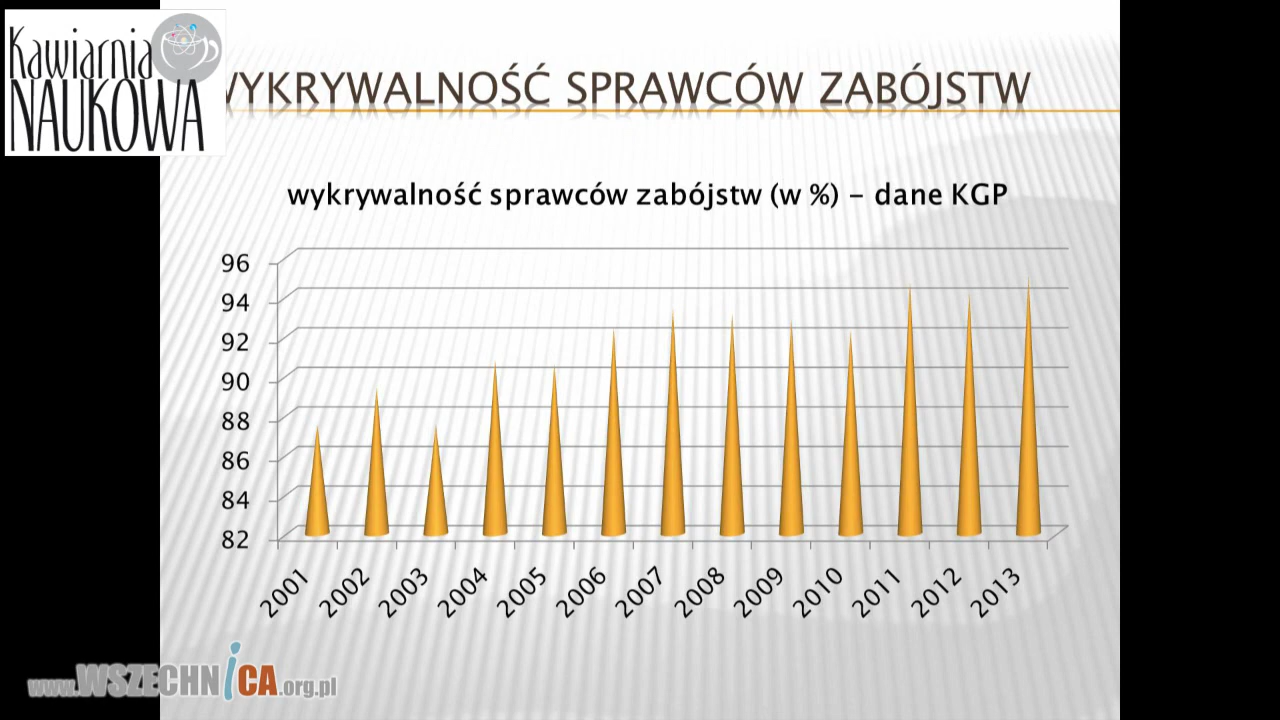 Kawiarnia
NAUKOWA
WYKRYWALNOŚĆ SPRAWCÓW ZABÓJSTW
wykrywalność sprawców zabójstw (w %) – dane KGP
96
94
92
90
88
86
84
82
2001 2002 2003 2004 2005 2006 2007 2008 2009 2010 2011 2012 2013
www.WSZECHNICA.org.pl